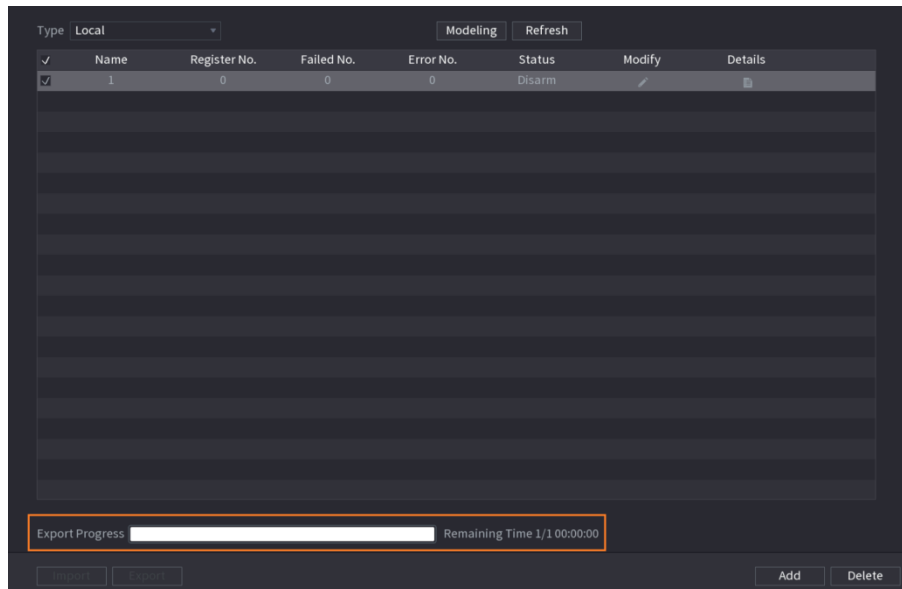 Type Local Modeling Refresh
Name Register No. Failed No. Error No. Status Modify Details
1 0 0 0 Disarm
Export Progress Remaining Time 1/1 00:00:00
Import Export Add Delete